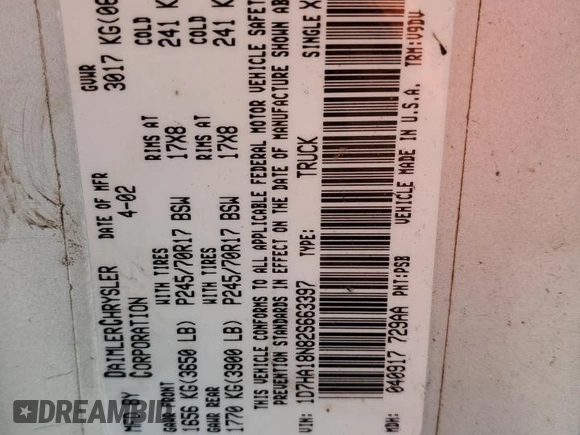 MFD BY DAIMLERCHRYSLER CORPORATION
DATE OF MFR 4-02
GVWR 3017 KG(
GAWR FRONT 1656 KG(3650 LB)
WITH TIRES P245/70R17 BSW
RIMS AT 17X8
COLD 241 K
GAWR REAR 1770 KG(3900 LB)
WITH TIRES P245/70R17 BSW
RIMS AT 17X8
COLD 241 K
THIS VEHICLE CONFORMS TO ALL APPLICABLE FEDERAL MOTOR VEHICLE SAFET
PREVENTION STANDARDS IN EFFECT ON THE DATE OF MANUFACTURE SHOWN AB
VIN: 1D7HA18N82S663397 TYPE: TRUCK SINGLE X
MDH: 040917 729AA PNT:PSB VEHICLE MADE IN U.S.A. TRM:V9DV
DREAMBID